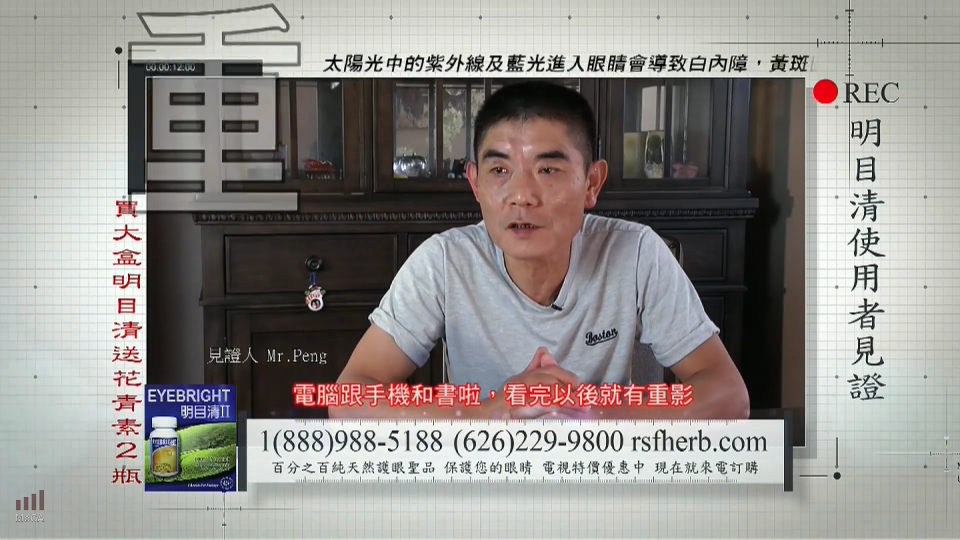 重
00:00:12:00
太陽光中的紫外線及藍光進入眼睛會導致白內障，黃斑
REC
明目清使用者見證
買大盒明目清送花青素2瓶
見證人 Mr.Peng
Boston
電腦跟手機和書啦，看完以後就有重影
EYEBRIGHT
明目清II
EYEBRIGHT
1(888)988-5188 (626)229-9800 rsfherb.com
百分之百純天然護眼聖品 保護您的眼睛 電視特價優惠中 現在就來電訂購